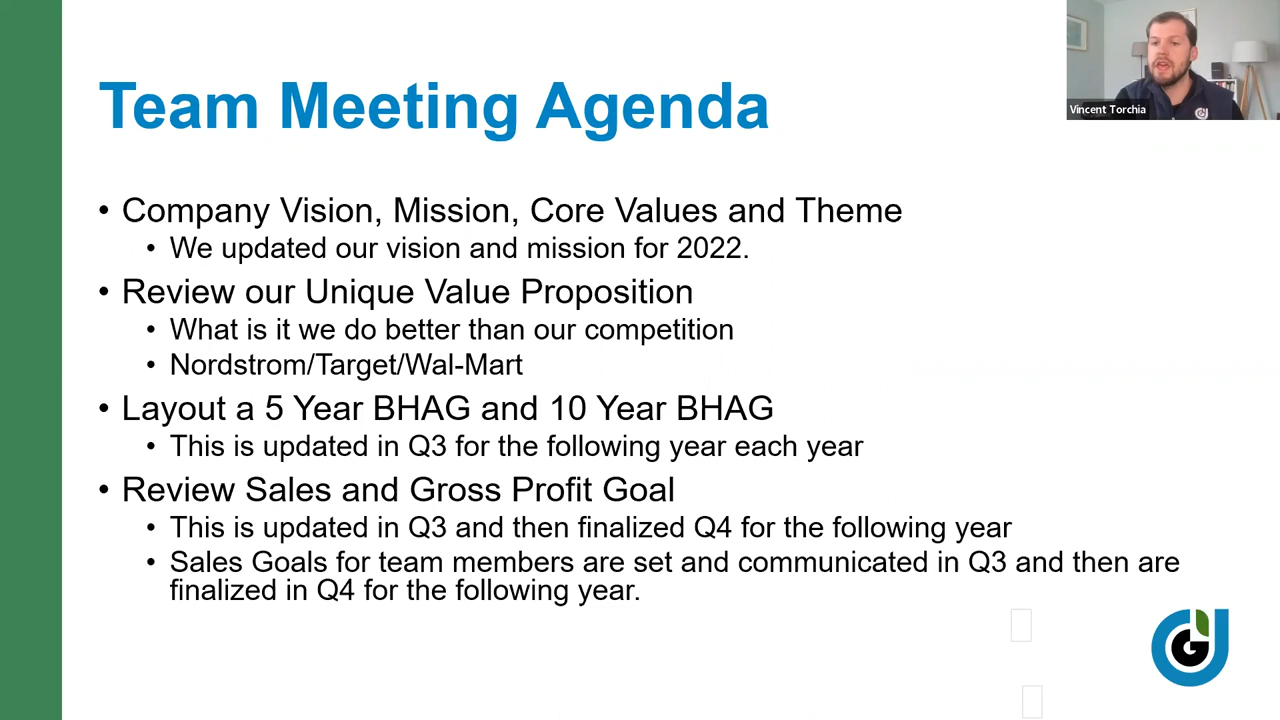 Team Meeting Agenda
Vincent Torchia
• Company Vision, Mission, Core Values and Theme
• We updated our vision and mission for 2022.
• Review our Unique Value Proposition
• What is it we do better than our competition
• Nordstrom/Target/Wal-Mart
• Layout a 5 Year BHAG and 10 Year BHAG
• This is updated in Q3 for the following year each year
• Review Sales and Gross Profit Goal
• This is updated in Q3 and then finalized Q4 for the following year
• Sales Goals for team members are set and communicated in Q3 and then are
finalized in Q4 for the following year.
G